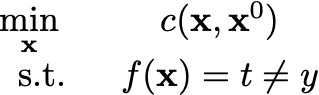 min c(𝐱, 𝐱⁰)
𝐱
s.t. f(𝐱) = t ≠ y